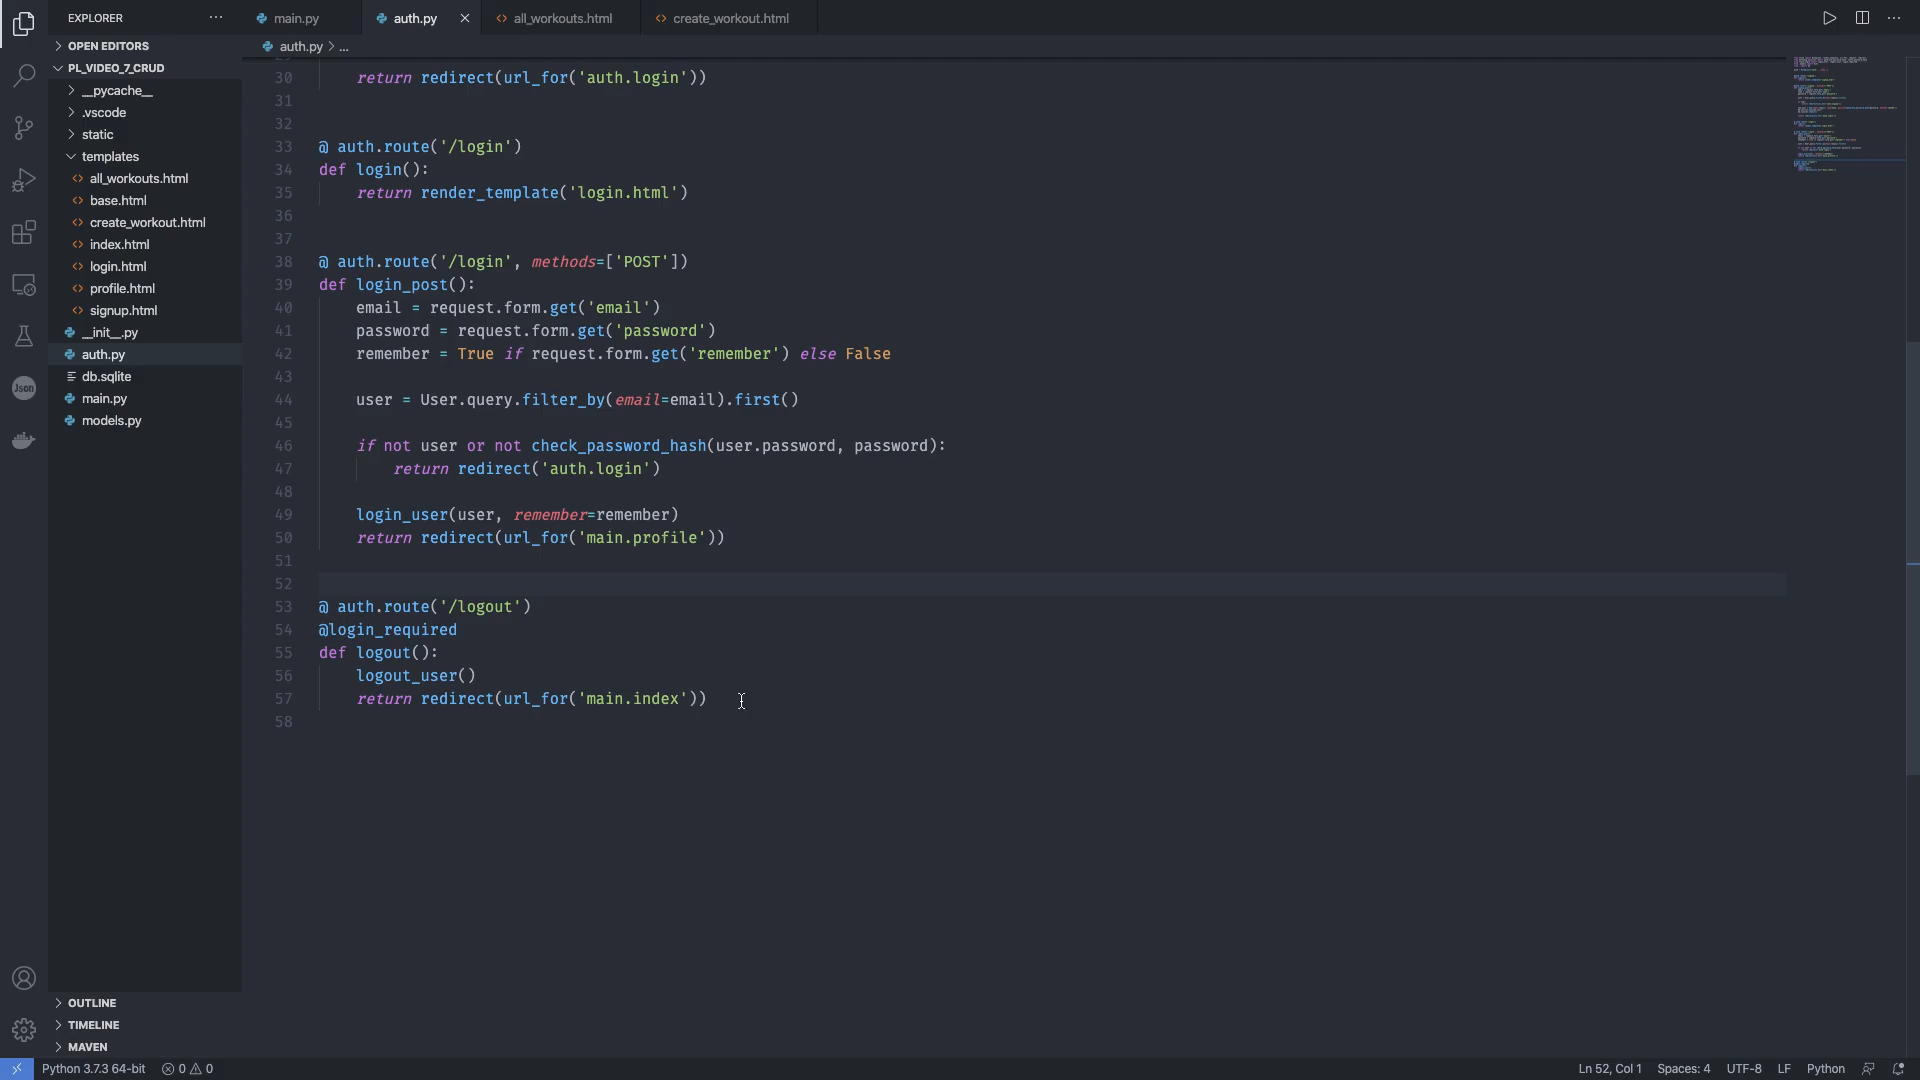 EXPLORER
main.py
auth.py
all_workouts.html
create_workout.html
OPEN EDITORS
auth.py > ...
PL_VIDEO_7_CRUD
__pycache__
.vscode
static
templates
all_workouts.html
base.html
create_workout.html
index.html
login.html
profile.html
signup.html
__init__.py
auth.py
db.sqlite
main.py
models.py
Json
30 return redirect(url_for('auth.login'))
31
32
33 @ auth.route('/login')
34 def login():
35 return render_template('login.html')
36
37
38 @ auth.route('/login', methods=['POST'])
39 def login_post():
40 email = request.form.get('email')
41 password = request.form.get('password')
42 remember = True if request.form.get('remember') else False
43
44 user = User.query.filter_by(email=email).first()
45
46 if not user or not check_password_hash(user.password, password):
47 return redirect('auth.login')
48
49 login_user(user, remember=remember)
50 return redirect(url_for('main.profile'))
51
52
53 @ auth.route('/logout')
54 @login_required
55 def logout():
56 logout_user()
57 return redirect(url_for('main.index'))
58
OUTLINE
TIMELINE
MAVEN
Python 3.7.3 64-bit 0 0
Ln 52, Col 1 Spaces: 4 UTF-8 LF Python